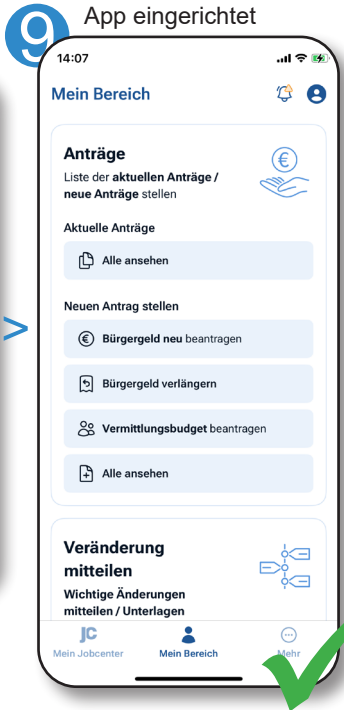 9
App eingerichtet
14:07
Mein Bereich
Anträge
Liste der aktuellen Anträge /
neue Anträge stellen
Aktuelle Anträge
Alle ansehen
Neuen Antrag stellen
Bürgergeld neu beantragen
Bürgergeld verlängern
Vermittlungsbudget beantragen
Alle ansehen
>
Veränderung
mitteilen
Wichtige Änderungen
mitteilen / Unterlagen
JC
Mein Jobcenter
Mein Bereich
Mehr